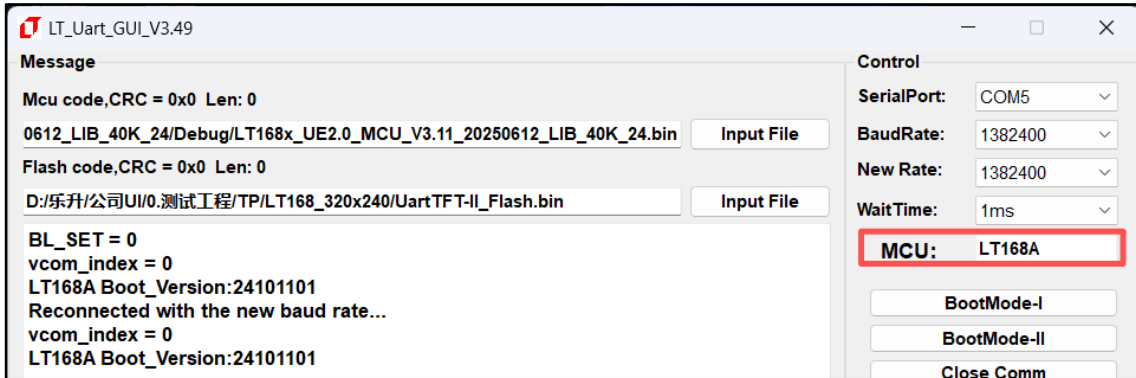 LT_Uart_GUI_V3.49
Message
Mcu code,CRC = 0x0 Len: 0
0612_LIB_40K_24/Debug/LT168x_UE2.0_MCU_V3.11_20250612_LIB_40K_24.bin
Input File
Flash code,CRC = 0x0 Len: 0
D:/乐升/公司UI/0.测试工程/TP/LT168_320x240/UartTFT-II_Flash.bin
Input File
BL_SET = 0
vcom_index = 0
LT168A Boot_Version:24101101
Reconnected with the new baud rate...
vcom_index = 0
LT168A Boot_Version:24101101
Control
SerialPort: COM5
BaudRate: 1382400
New Rate: 1382400
WaitTime: 1ms
MCU: LT168A
BootMode-I
BootMode-II
Close Comm